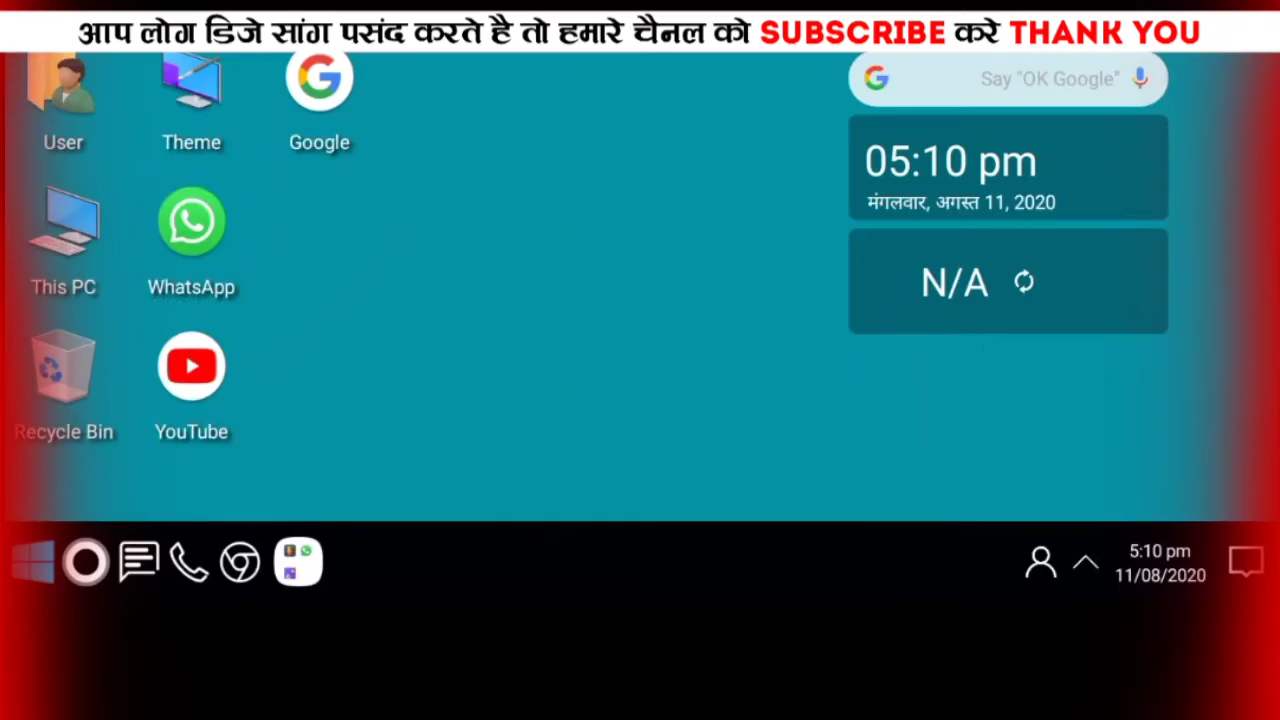 आप लोग डिजे सांग पसंद करते है तो हमारे चैनल को SUBSCRIBE करे THANK YOU
Say "OK Google"
User
Theme
Google
05:10 pm
मंगलवार, अगस्त 11, 2020
This PC
WhatsApp
N/A
Recycle Bin
YouTube
5:10 pm
11/08/2020